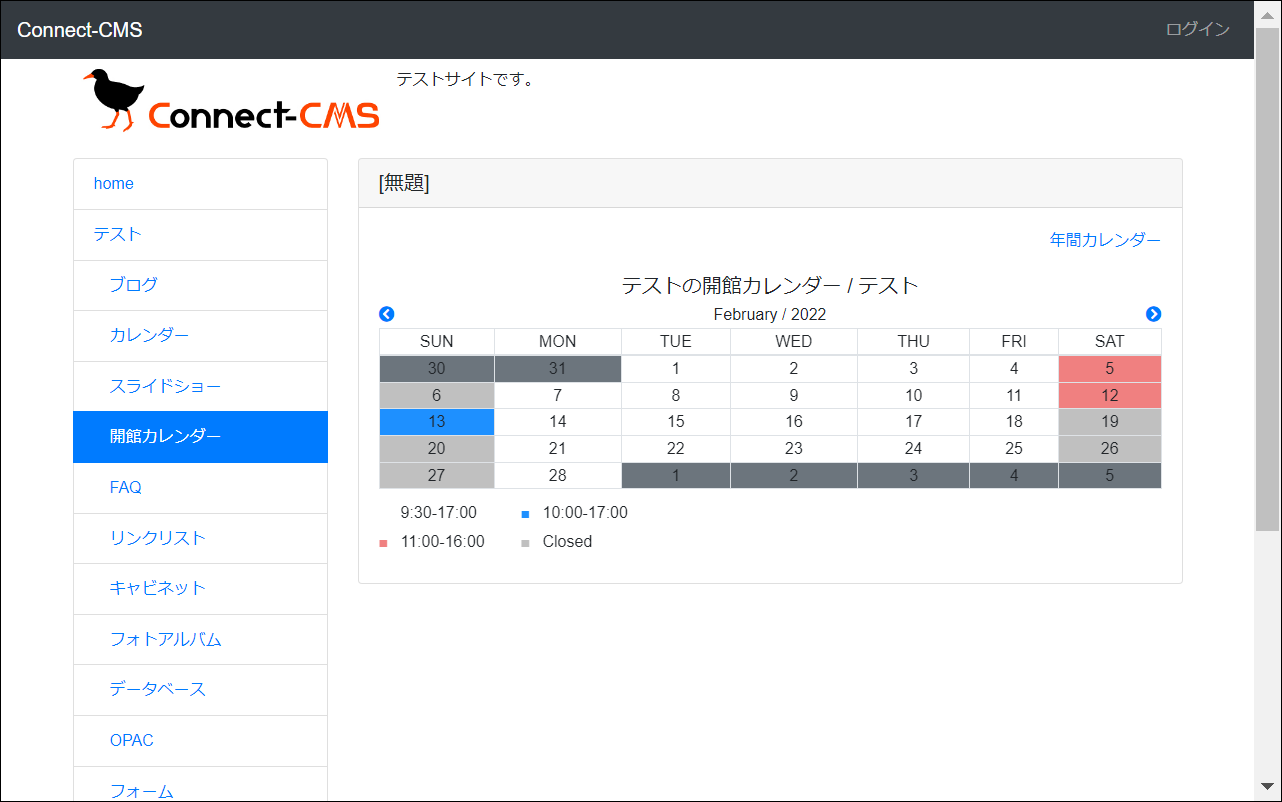 Connect-CMS
ログイン
Connect-CMS
テストサイトです。
home
テスト
ブログ
カレンダー
スライドショー
開館カレンダー
FAQ
リンクリスト
キャビネット
フォトアルバム
データベース
OPAC
フォーム
[無題]
年間カレンダー
テストの開館カレンダー / テスト
February / 2022
SUN MON TUE WED THU FRI SAT
30 31 1 2 3 4 5
6 7 8 9 10 11 12
13 14 15 16 17 18 19
20 21 22 23 24 25 26
27 28 1 2 3 4 5
9:30-17:00 10:00-17:00
11:00-16:00 Closed